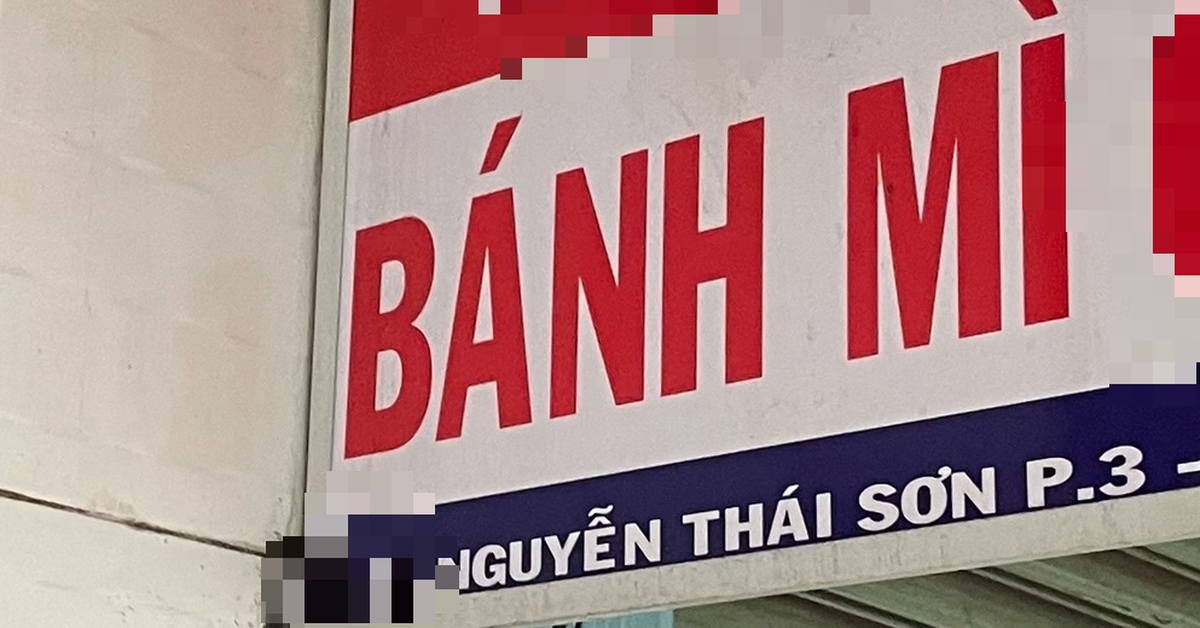 BÁNH MÌ
NGUYỄN THÁI SƠN P.3 -